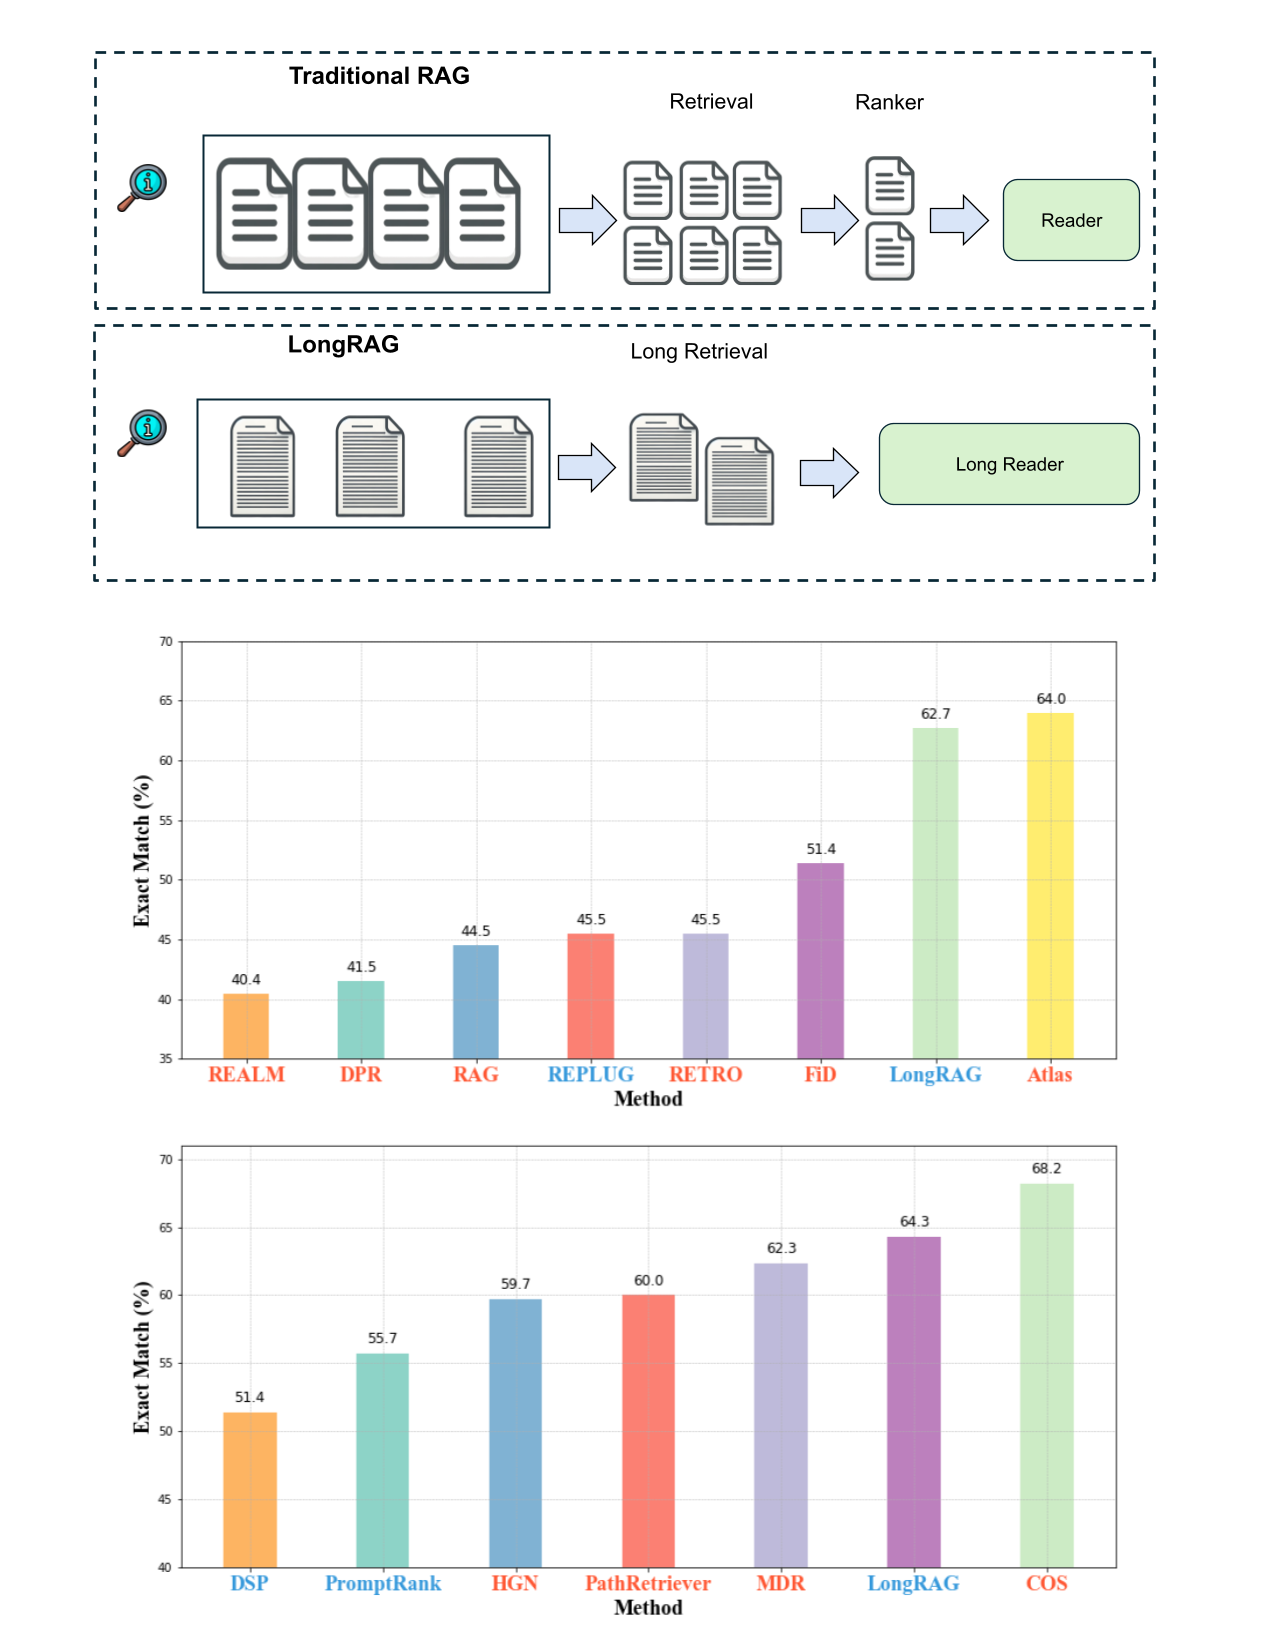 Traditional RAG
Retrieval
Ranker
Reader
LongRAG
Long Retrieval
Long Reader
70
65
60
55
50
45
40
35
Exact Match (%)
40.4
41.5
44.5
45.5
45.5
51.4
62.7
64.0
REALM DPR RAG REPLUG RETRO FiD LongRAG Atlas
Method
70
65
60
55
50
45
40
Exact Match (%)
51.4
55.7
59.7
60.0
62.3
64.3
68.2
DSP PromptRank HGN PathRetriever MDR LongRAG COS
Method